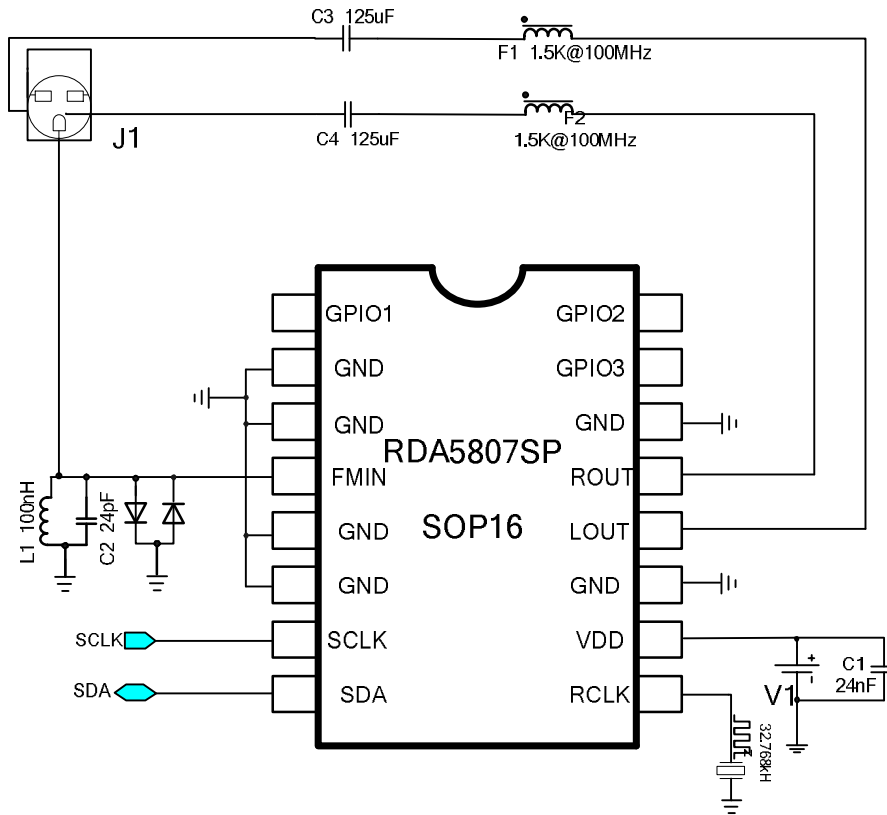 C3 125uF
F1 1.5K@100MHz
J1
C4 125uF
F2
1.5K@100MHz
GPIO1
GPIO2
GND
GPIO3
GND
GND
RDA5807SP
FMIN
ROUT
L1 100nH
C2 24pF
SOP16
GND
LOUT
GND
GND
SCLK
SCLK
VDD
+
-
C1
24nF
V1
SDA
SDA
RCLK
32.768kH